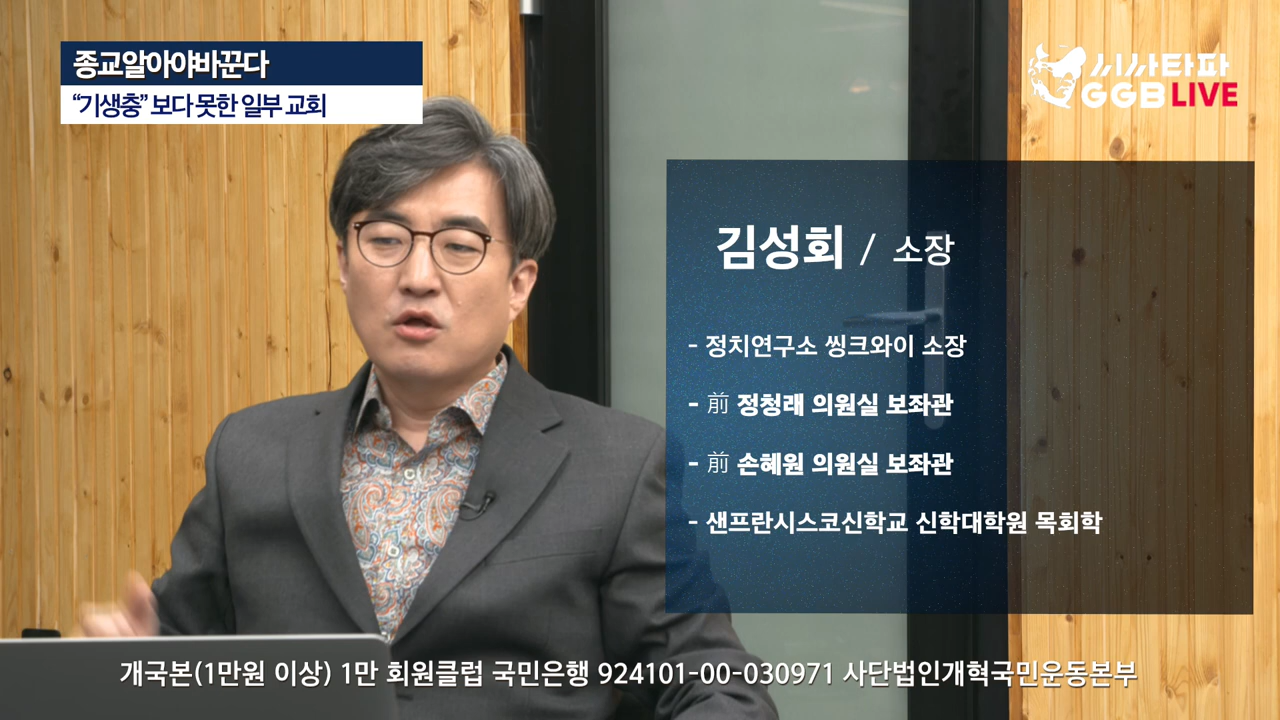 종교알아야바꾼다
“기생충” 보다 못한 일부 교회
씨싸타파
GGB LIVE
김성회 / 소장
- 정치연구소 씽크와이 소장
- 前 정청래 의원실 보좌관
- 前 손혜원 의원실 보좌관
- 샌프란시스코신학교 신학대학원 목회학
개국본(1만원 이상) 1만 회원클럽 국민은행 924101-00-030971 사단법인개혁국민운동본부